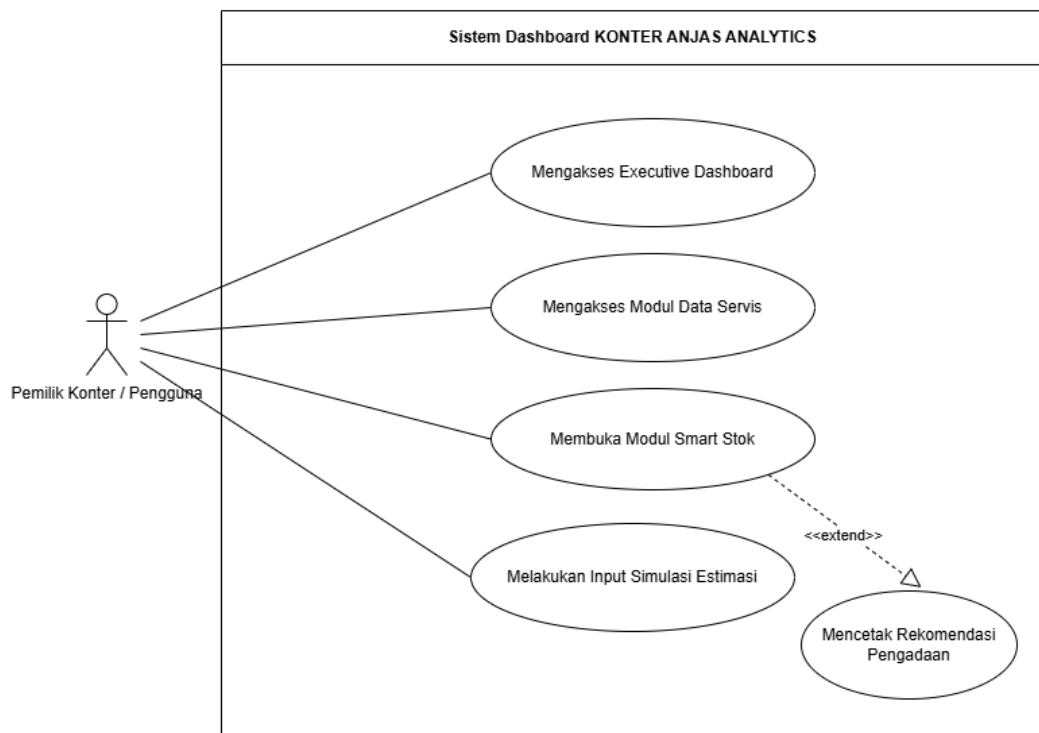 Sistem Dashboard KONTER ANJAS ANALYTICS
Mengakses Executive Dashboard
Mengakses Modul Data Servis
Pemilik Konter / Pengguna
Membuka Modul Smart Stok
<<extend>>
Melakukan Input Simulasi Estimasi
Mencetak Rekomendasi
Pengadaan